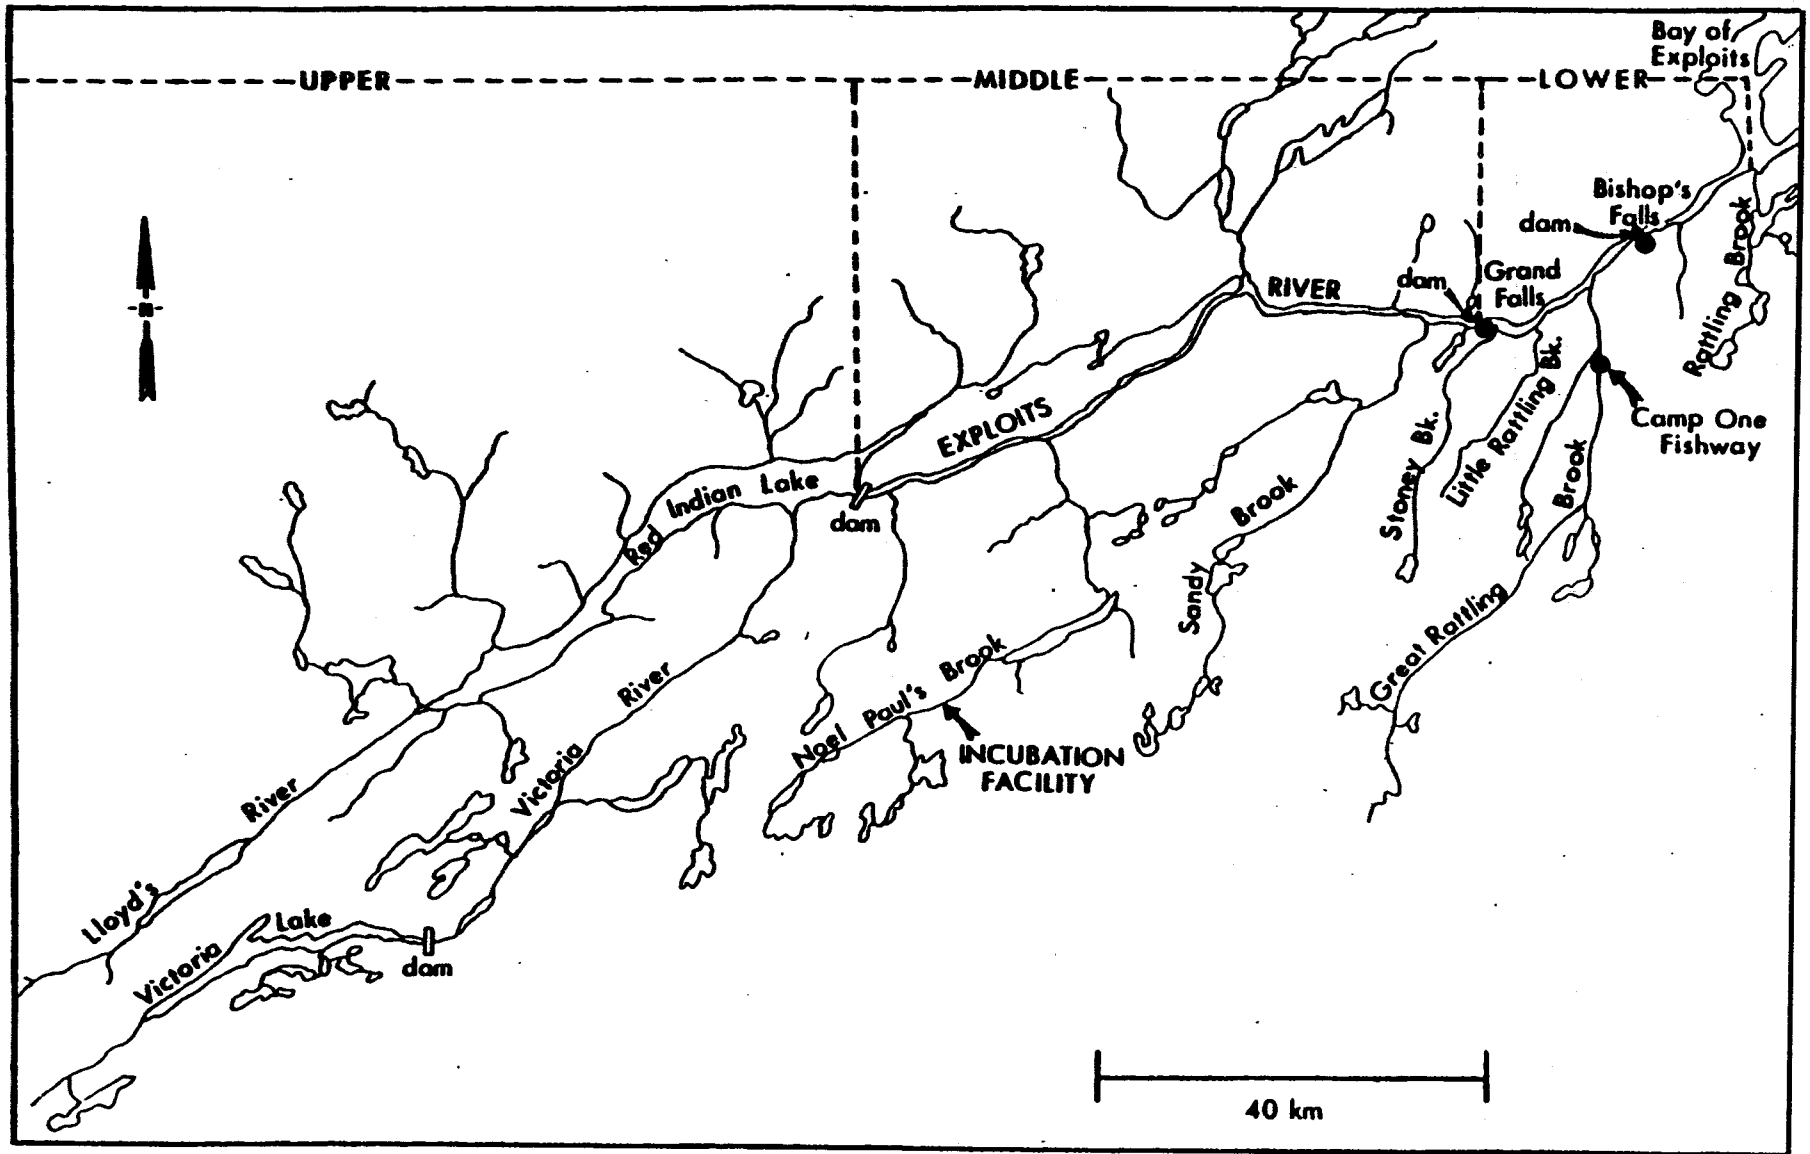 Bay of
Exploits
UPPER
MIDDLE
LOWER
Bishop's
Falls
dam
Grand
Falls
dam
RIVER
N
Rattling Brook
EXPLOITS
Camp One
Fishway
Little Rattling Bk.
Stoney Bk.
Brook
Great Rattling
Red Indian Lake
dam
Sandy
Brook
River
Victoria
Noel Paul's Brook
INCUBATION
FACILITY
River
Lloyd's
Lake
Victoria
dam
40 km